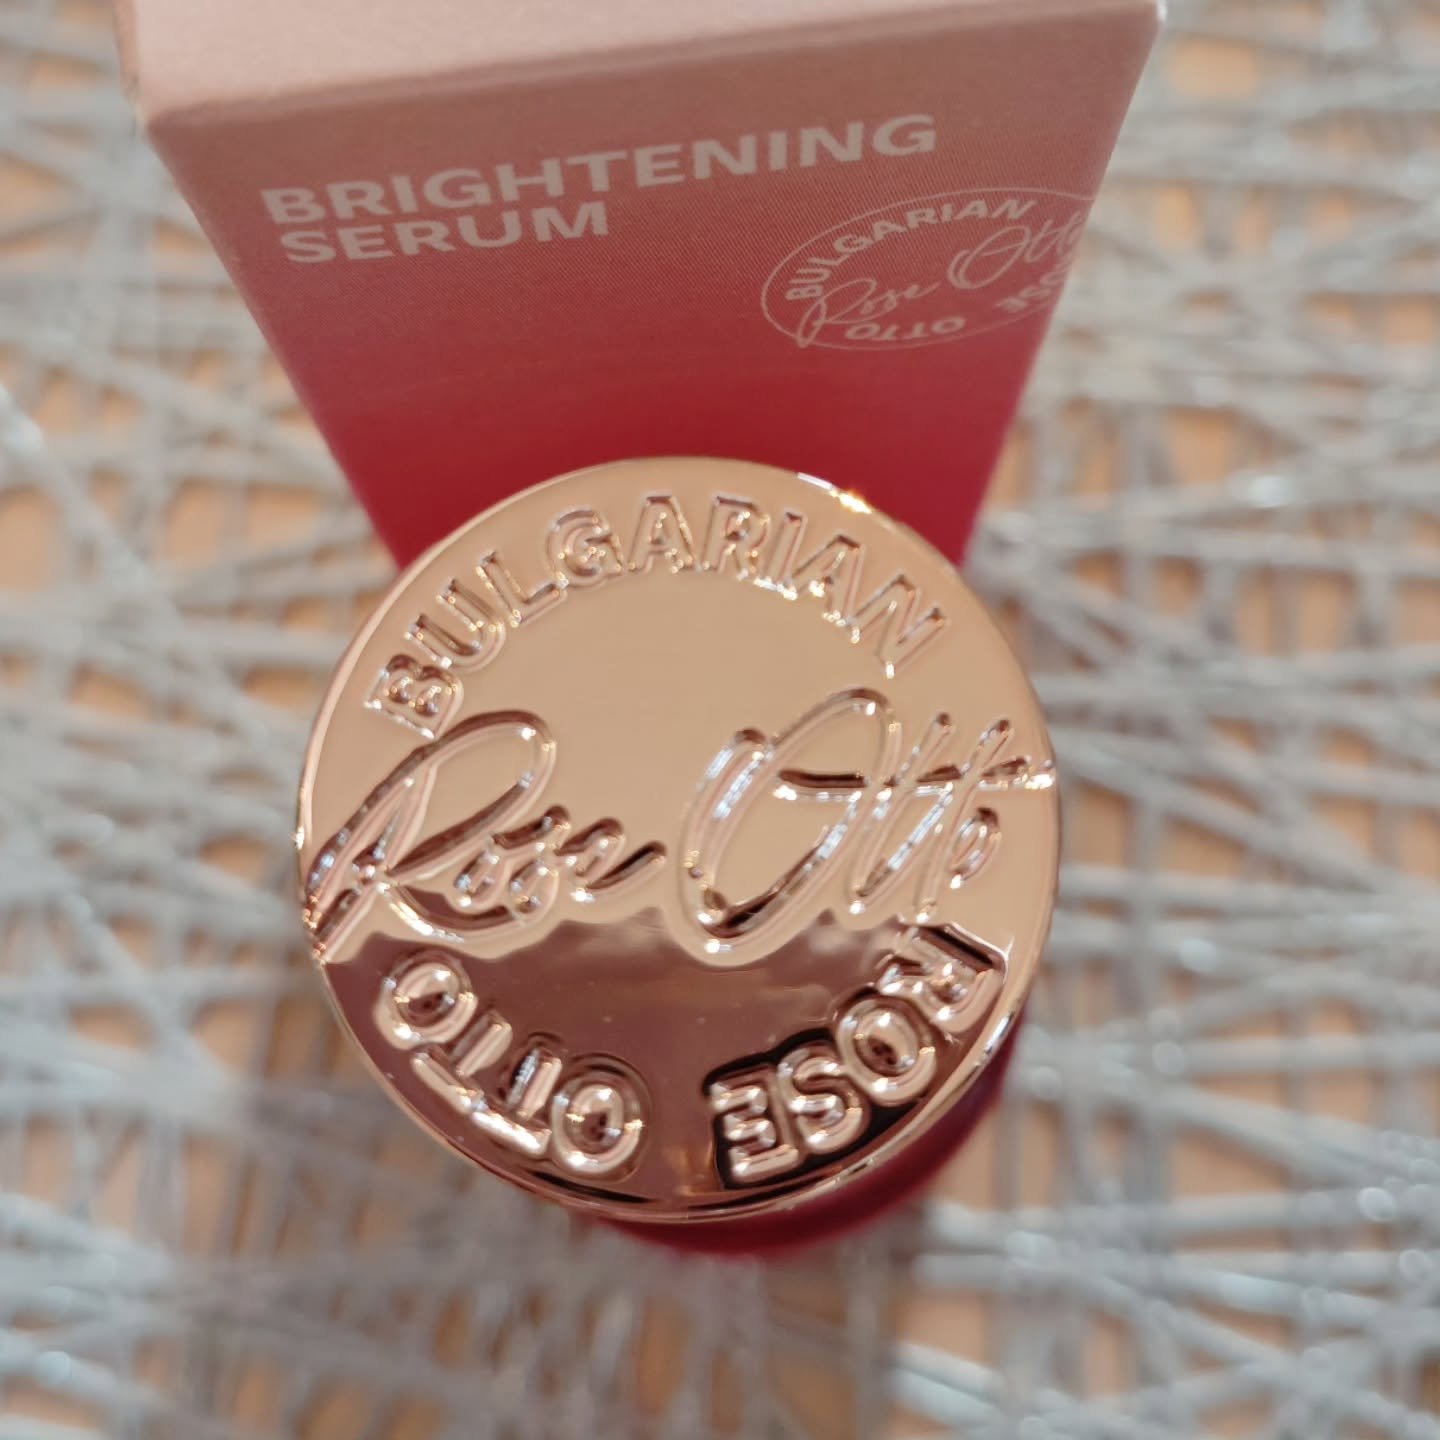 BRIGHTENING
SERUM
BULGARIAN
Rose Otto
ROSE OTTO
BULGARIAN
Rose Otto
ROSE OTTO